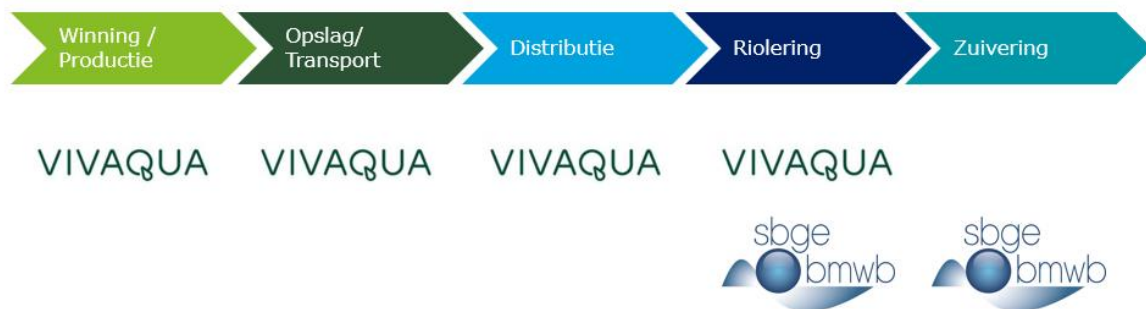 Winning /
Productie
Opslag/
Transport
Distributie
Riolering
Zuivering
VIVAQUA
VIVAQUA
VIVAQUA
VIVAQUA
sbge
bmwb
sbge
bmwb